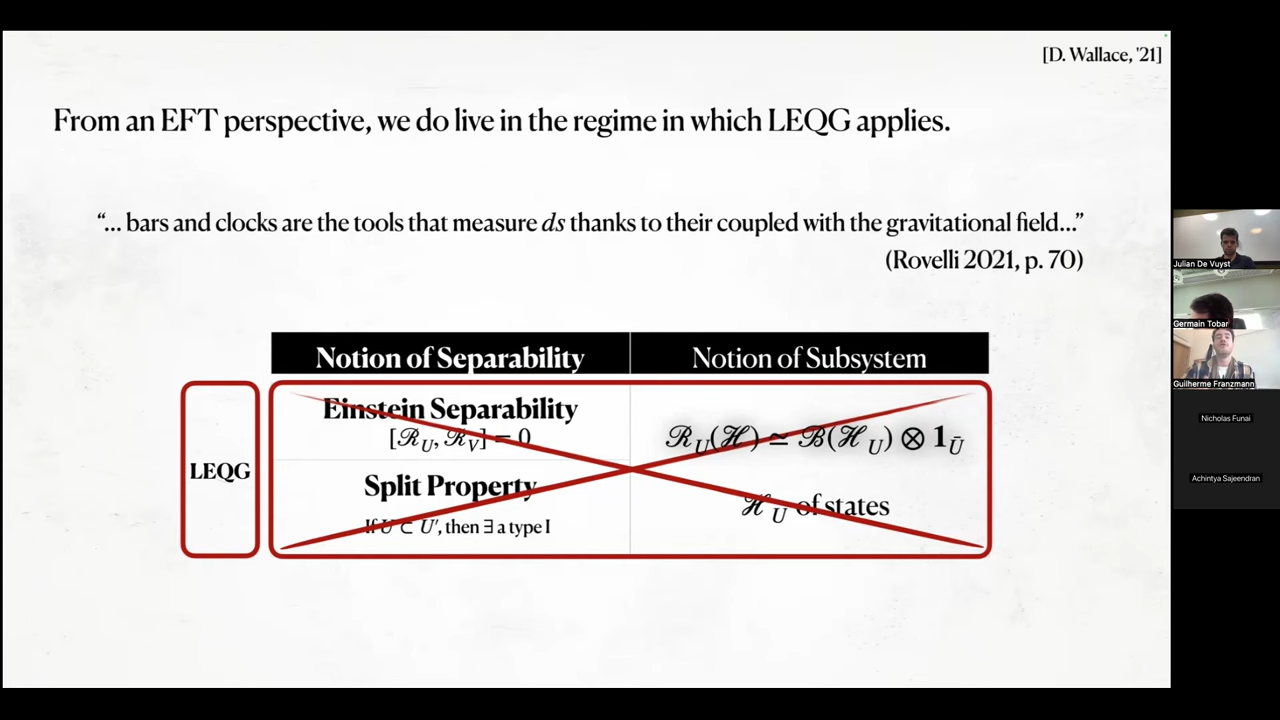 [D. Wallace, '21]
From an EFT perspective, we do live in the regime in which LEQG applies.
“... bars and clocks are the tools that measure ds thanks to their coupled with the gravitational field...”
(Rovelli 2021, p. 70)
Notion of Separability
Notion of Subsystem
LEQG
Einstein Separability
[ℛ_U, ℛ_V] = 0
Split Property
If U ⊂ U', then ∃ a type I
ℛ_U(ℋ) ≃ ℬ(ℋ_U) ⊗ 1_Ū
ℋ_U of states
Julian De Vuyst
Germain Tobar
Guilherme Franzmann
Nicholas Funai
Achintya Sajeendran